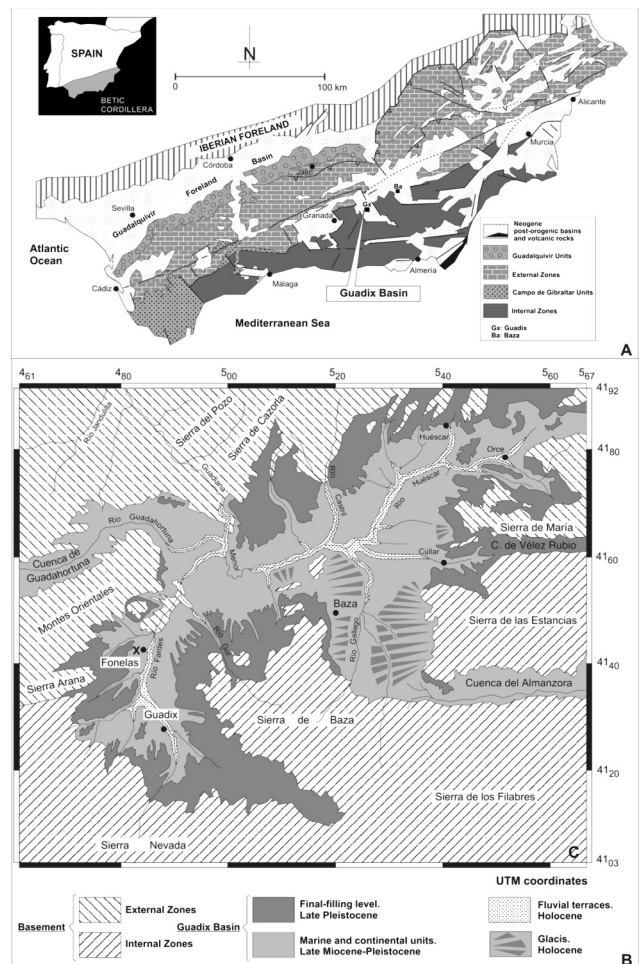 A
SPAIN
BETIC
CORDILLERA
N
0 100 km
IBERIAN FORELAND
Alicante
Murcia
Córdoba
Basin
Jaén
Foreland
Sevilla
Guadalquivir
Ba
Gx
Granada
Atlantic
Ocean
Almería
Málaga
Cádiz
Guadix Basin
Mediterranean Sea
Neogene
post-orogenic basins
and volcanic rocks
Guadalquivir Units
External Zones
Campo de Gibraltar Units
Internal Zones
Gx: Guadix
Ba: Baza
A
461 480 500 520 540 560 567
4192
4180
4160
4140
4120
4103
Río Jandulilla
Sierra del Pozo
Sierra de Cazorla
Guadiana
Menor
Río
Castril
Huéscar
Orce
Río
Huéscar
Río Guadahortuna
Cuenca de
Guadahortuna
Sierra de María
C. de Vélez Rubio
Cullar
Montes Orientales
Baza
Río Gallego
Sierra de las Estancias
Río Gor
X
Fonelas
Río Fardes
Cuenca del Almanzora
Sierra Arana
Guadix
Sierra de Baza
Sierra de los Filabres
Sierra Nevada
C
UTM coordinates
Basement
External Zones
Internal Zones
Guadix Basin
Final-filling level.
Late Pleistocene
Marine and continental units.
Late Miocene-Pleistocene
Fluvial terraces.
Holocene
Glacis.
Holocene
B